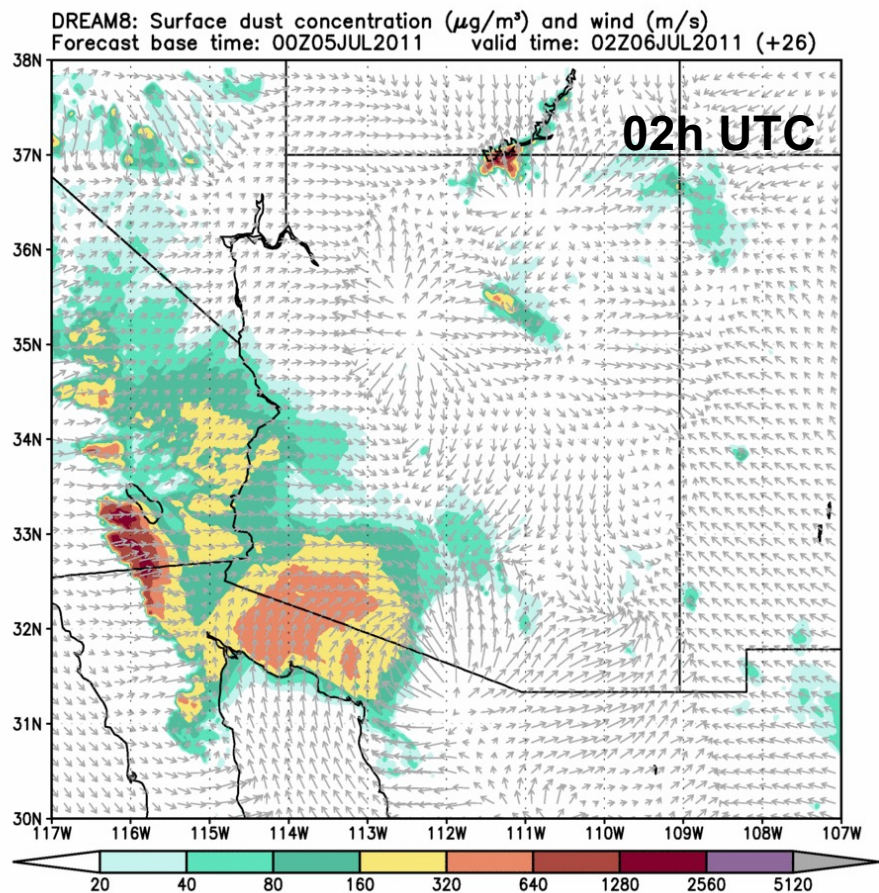 DREAM8: Surface dust concentration (μg/m³) and wind (m/s)
Forecast base time: 00Z05JUL2011 valid time: 02Z06JUL2011 (+26)
02h UTC
38N
37N
36N
35N
34N
33N
32N
31N
30N
117W 116W 115W 114W 113W 112W 111W 110W 109W 108W 107W
20 40 80 160 320 640 1280 2560 5120